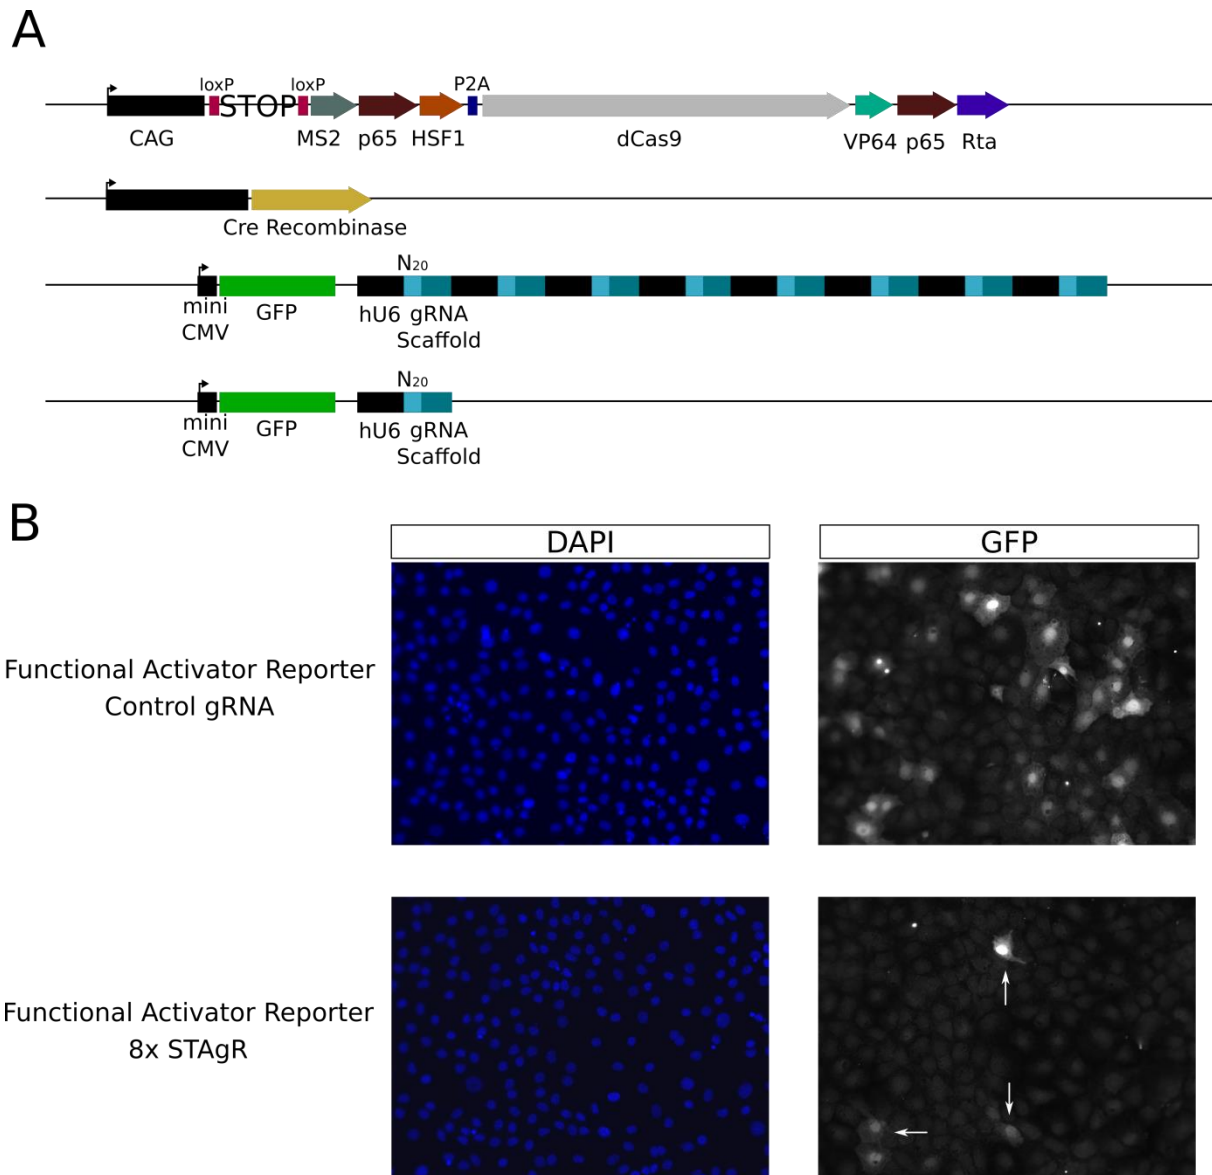 A
loxP
STOP
loxP
P2A
CAG
MS2
p65
HSF1
dCas9
VP64
p65
Rta
Cre Recombinase
N20
mini
CMV
GFP
hU6
gRNA
Scaffold
N20
mini
CMV
GFP
hU6
gRNA
Scaffold
B
DAPI
GFP
Functional Activator Reporter
Control gRNA
Functional Activator Reporter
8x STAgR